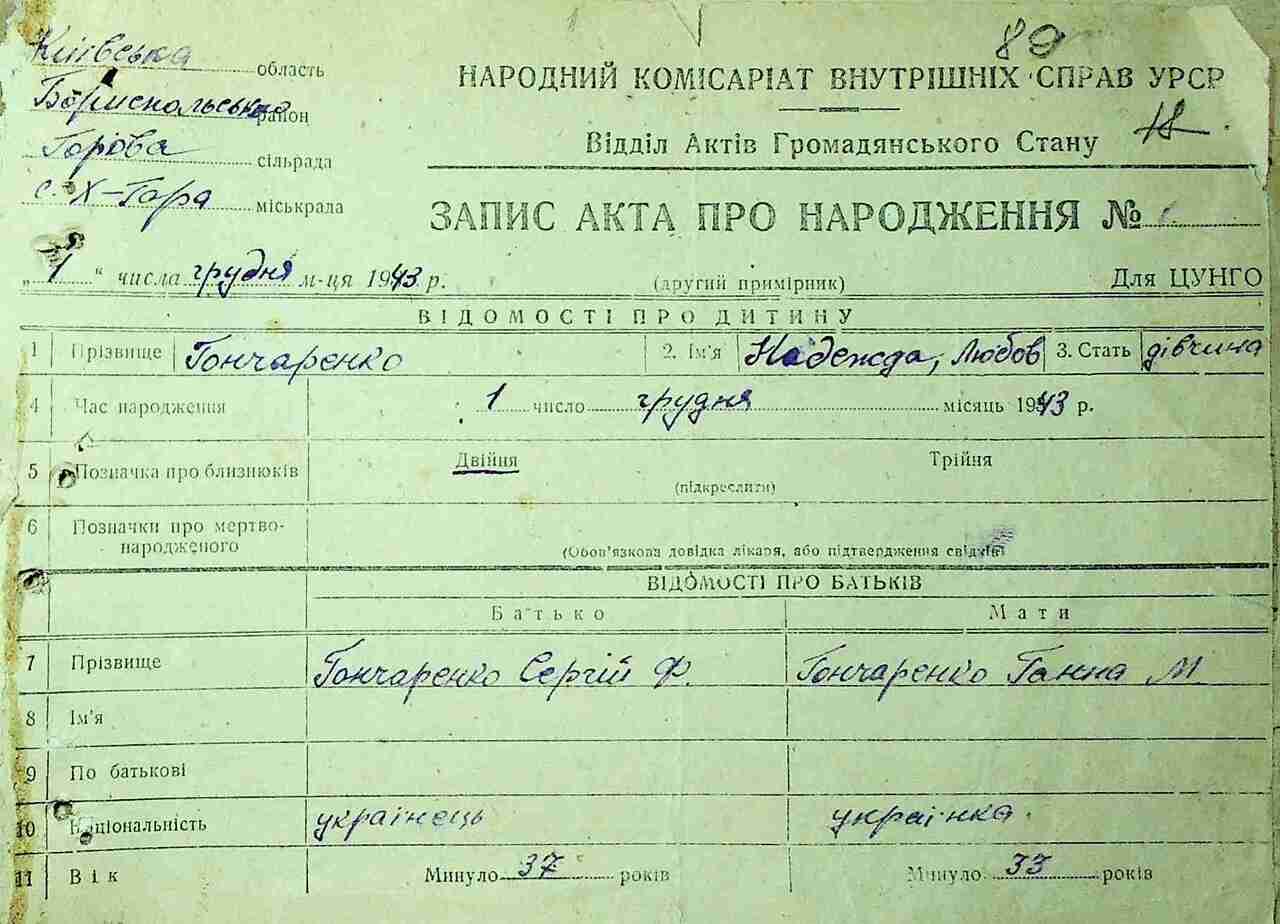 Київська область
Бориспольський район
Горова сільрада
с. Х-Гора міськрада
89
НАРОДНИЙ КОМІСАРІАТ ВНУТРІШНІХ СПРАВ УРСР
Відділ Актів Громадянського Стану
18
ЗАПИС АКТА ПРО НАРОДЖЕННЯ №
„1“ числа грудня м-ця 1943 р. (другий примірник) Для ЦУНГО
ВІДОМОСТІ ПРО ДИТИНУ
1 Прізвище Гончаренко 2. Ім'я Надежда, Любов 3. Стать дівчина
4 Час народження 1 число грудня місяць 1943 р.
5 Позначка про близнюків Двійня Трійня
(підкреслити)
6 Позначки про мертво-
народженого (Обов'язкова довідка лікаря, або підтвердження свідків)
ВІДОМОСТІ ПРО БАТЬКІВ
Батько Мати
7 Прізвище Гончаренко Сергій Ф. Гончаренко Ганна М
8 Ім'я
9 По батькові
10 Національність українець українка
11 Вік Минуло 37 років Минуло 33 років